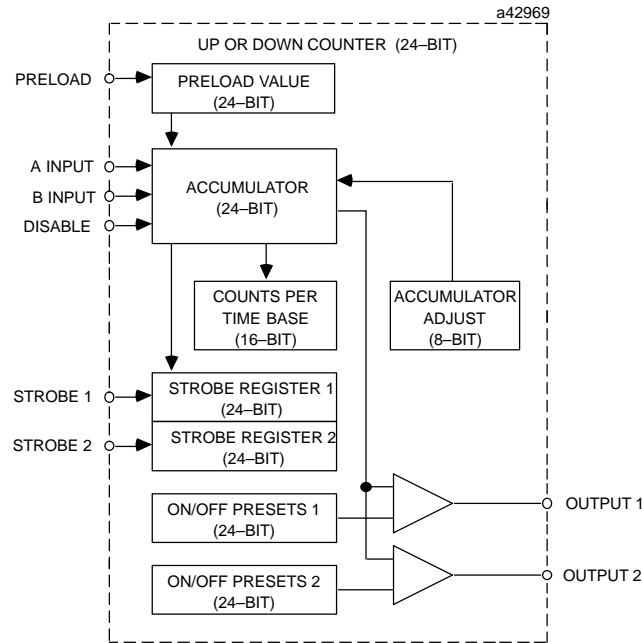 a42969
UP OR DOWN COUNTER (24–BIT)
PRELOAD
PRELOAD VALUE
(24–BIT)
A INPUT
B INPUT
DISABLE
ACCUMULATOR
(24–BIT)
COUNTS PER
TIME BASE
(16–BIT)
ACCUMULATOR
ADJUST
(8–BIT)
STROBE 1
STROBE REGISTER 1
(24–BIT)
STROBE 2
STROBE REGISTER 2
(24–BIT)
ON/OFF PRESETS 1
(24–BIT)
OUTPUT 1
ON/OFF PRESETS 2
(24–BIT)
OUTPUT 2